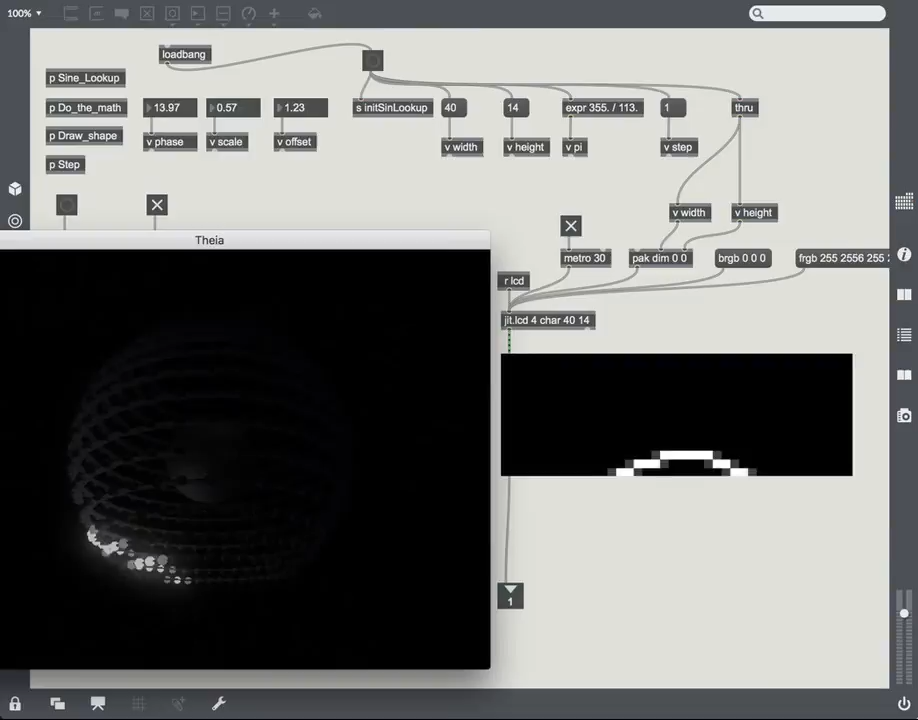 100%
loadbang
p Sine_Lookup
p Do_the_math
13.97
0.57
1.23
s initSinLookup
40
14
expr 355. / 113.
1
thru
p Draw_shape
v phase
v scale
v offset
v width
v height
v pi
v step
p Step
v width
v height
metro 30
pak dim 0 0
brgb 0 0 0
frgb 255 2556 255 2
Theia
r lcd
jit.lcd 4 char 40 14
1